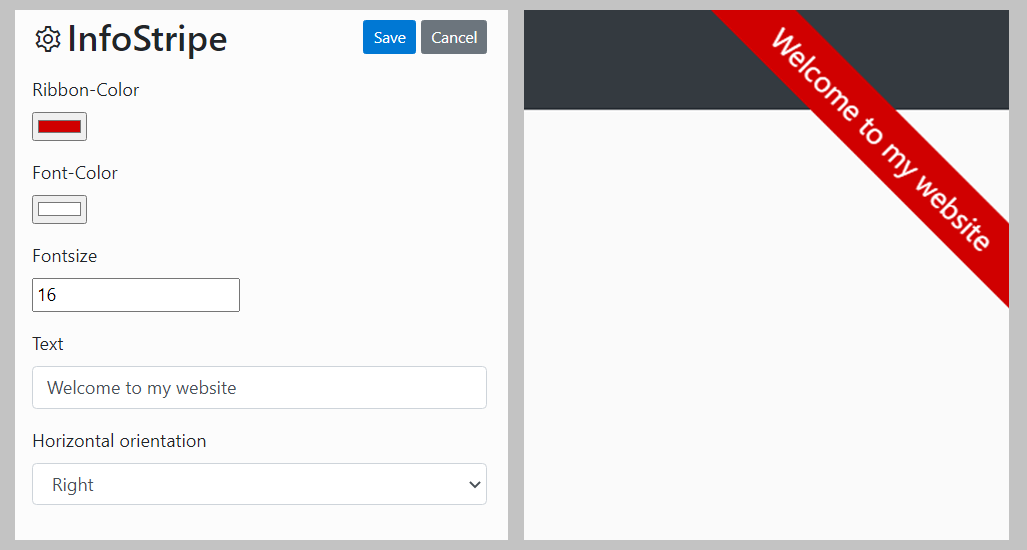 InfoStripe
Save
Cancel
Ribbon-Color
Font-Color
Fontsize
16
Text
Welcome to my website
Horizontal orientation
Right
Welcome to my website